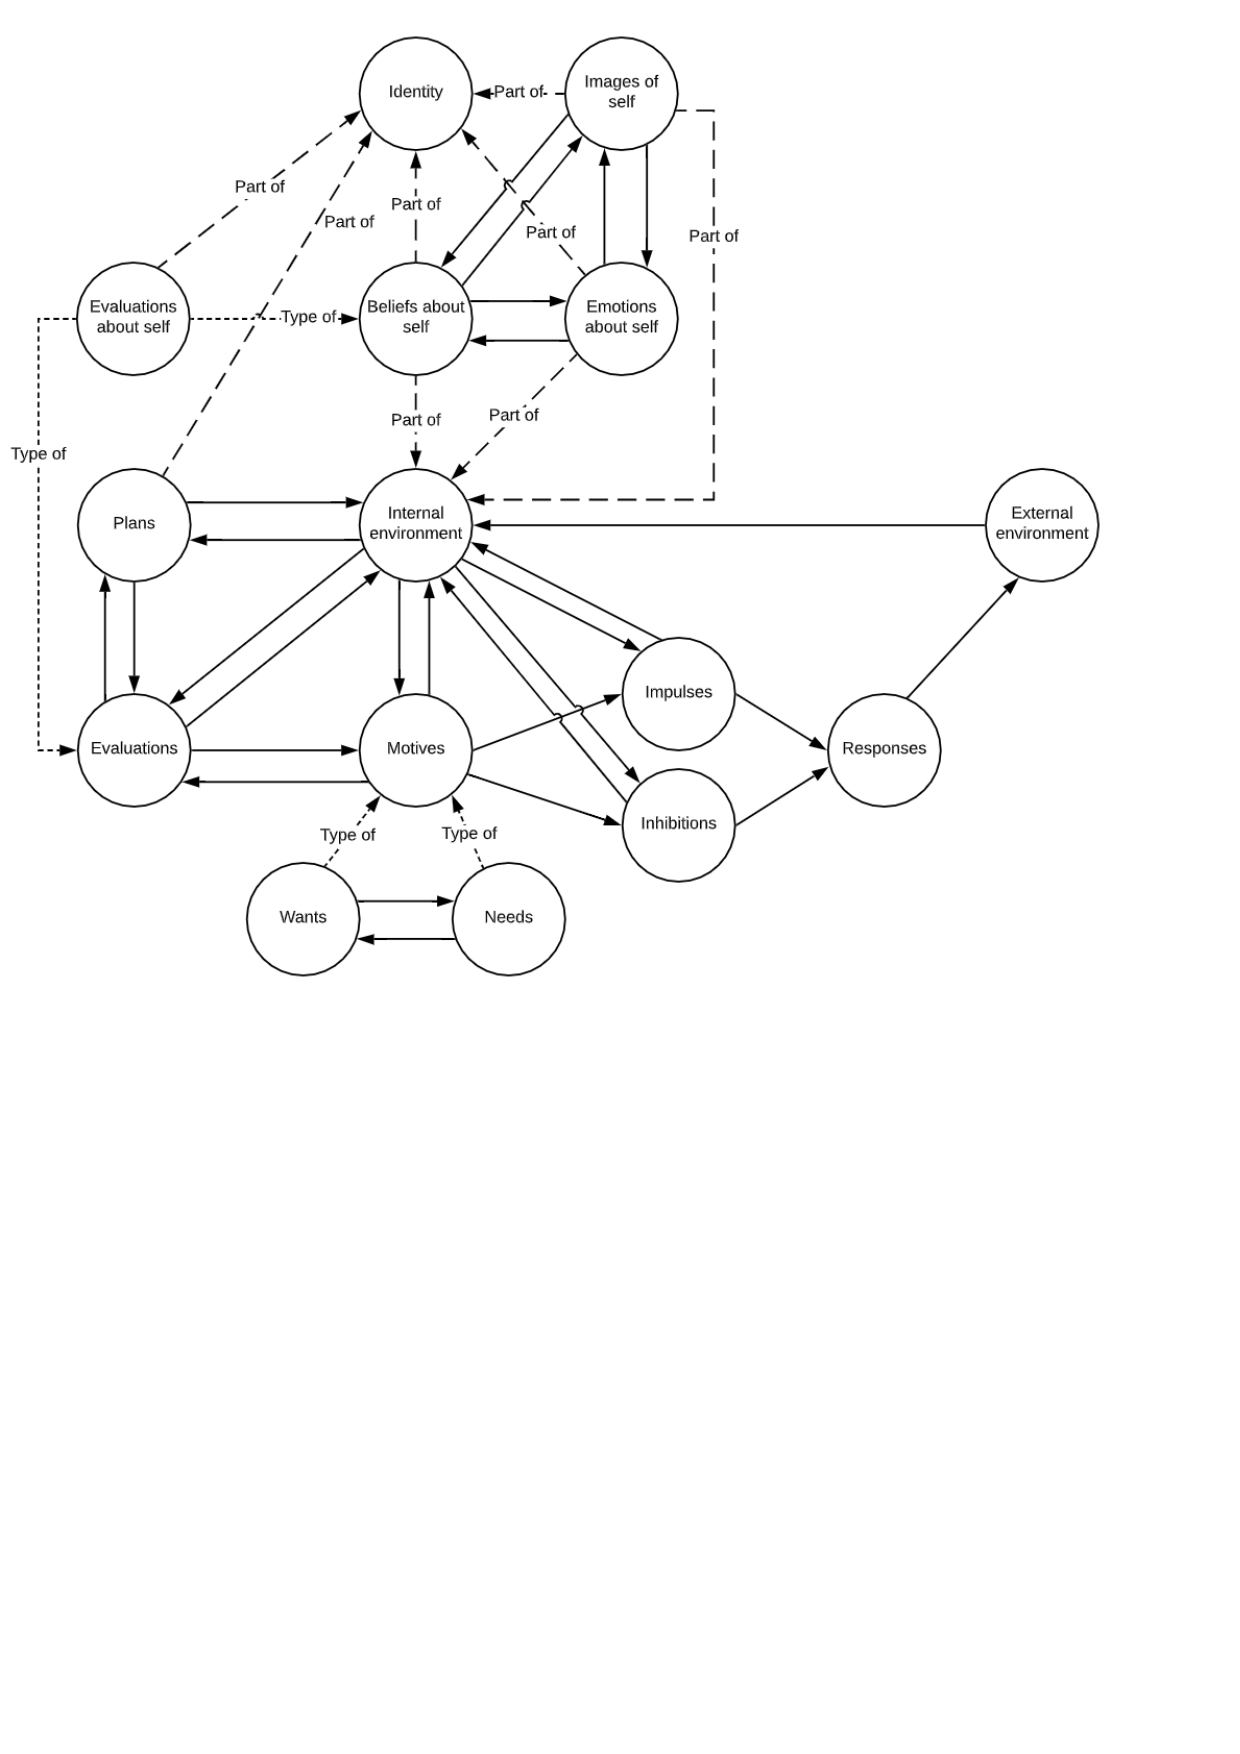 Identity
Images of
self
Part of
Part of
Part of
Part of
Part of
Part of
Evaluations
about self
Type of
Beliefs about
self
Emotions
about self
Part of
Part of
Type of
Plans
Internal
environment
External
environment
Impulses
Evaluations
Motives
Responses
Inhibitions
Type of
Type of
Wants
Needs